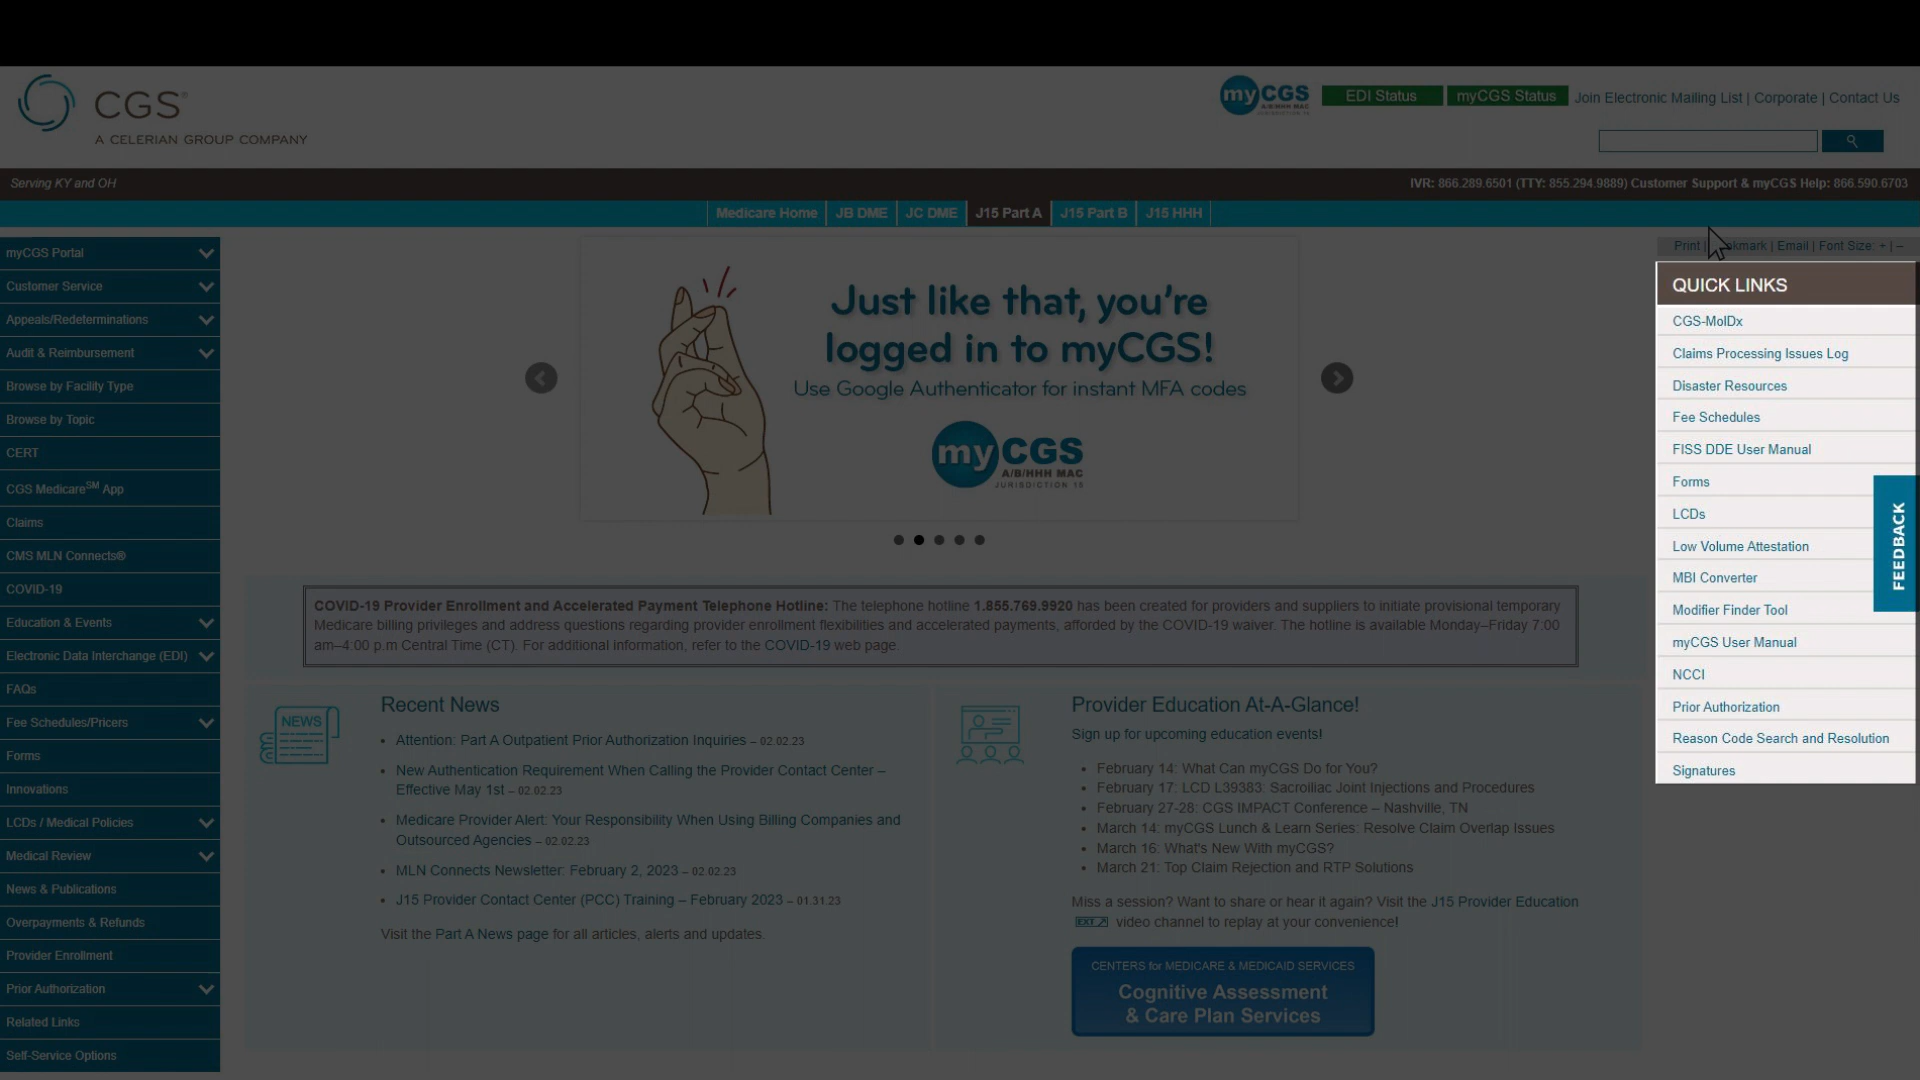 CGS®
A CELERIAN GROUP COMPANY
myCGS
A/B/HHH MAC
JURISDICTION 15
EDI Status
myCGS Status
Join Electronic Mailing List | Corporate | Contact Us
Serving KY and OH
IVR: 866.289.6501 (TTY: 855.294.9889) Customer Support & myCGS Help: 866.590.6703
Medicare Home
JB DME
JC DME
J15 Part A
J15 Part B
J15 HHH
myCGS Portal
Customer Service
Appeals/Redeterminations
Audit & Reimbursement
Browse by Facility Type
Browse by Topic
CERT
CGS Medicare℠ App
Claims
CMS MLN Connects®
COVID-19
Education & Events
Electronic Data Interchange (EDI)
FAQs
Fee Schedules/Pricers
Forms
Innovations
LCDs / Medical Policies
Medical Review
News & Publications
Overpayments & Refunds
Provider Enrollment
Prior Authorization
Related Links
Self-Service Options
Just like that, you're
logged in to myCGS!
Use Google Authenticator for instant MFA codes
myCGS
A/B/HHH MAC
JURISDICTION 15
COVID-19 Provider Enrollment and Accelerated Payment Telephone Hotline: The telephone hotline 1.855.769.9920 has been created for providers and suppliers to initiate provisional temporary
Medicare billing privileges and address questions regarding provider enrollment flexibilities and accelerated payments, afforded by the COVID-19 waiver. The hotline is available Monday–Friday 7:00
am–4:00 p.m Central Time (CT). For additional information, refer to the COVID-19 web page.
NEWS
Recent News
• Attention: Part A Outpatient Prior Authorization Inquiries – 02.02.23
• New Authentication Requirement When Calling the Provider Contact Center –
Effective May 1st – 02.02.23
• Medicare Provider Alert: Your Responsibility When Using Billing Companies and
Outsourced Agencies – 02.02.23
• MLN Connects Newsletter: February 2, 2023 – 02.02.23
• J15 Provider Contact Center (PCC) Training – February 2023 – 01.31.23
Visit the Part A News page for all articles, alerts and updates.
Provider Education At-A-Glance!
Sign up for upcoming education events!
• February 14: What Can myCGS Do for You?
• February 17: LCD L39383: Sacroiliac Joint Injections and Procedures
• February 27-28: CGS IMPACT Conference – Nashville, TN
• March 14: myCGS Lunch & Learn Series: Resolve Claim Overlap Issues
• March 16: What's New With myCGS?
• March 21: Top Claim Rejection and RTP Solutions
Miss a session? Want to share or hear it again? Visit the J15 Provider Education
EXT video channel to replay at your convenience!
CENTERS for MEDICARE & MEDICAID SERVICES
Cognitive Assessment
& Care Plan Services
Print | Email | Font Size: + | –
QUICK LINKS
CGS-MolDx
Claims Processing Issues Log
Disaster Resources
Fee Schedules
FISS DDE User Manual
Forms
LCDs
Low Volume Attestation
MBI Converter
Modifier Finder Tool
myCGS User Manual
NCCI
Prior Authorization
Reason Code Search and Resolution
Signatures
FEEDBACK